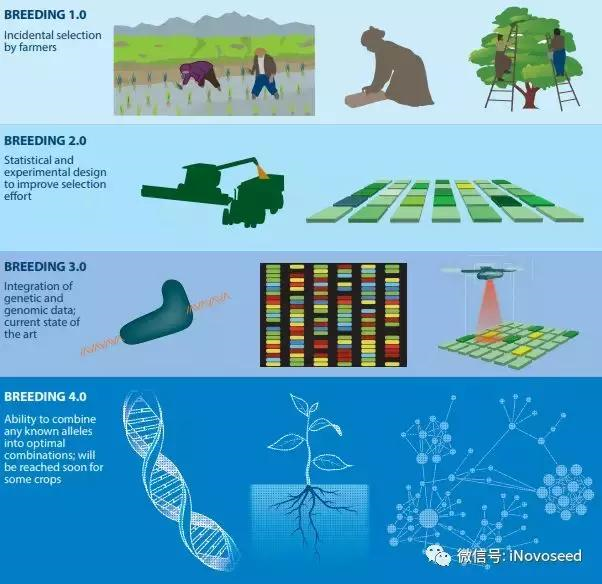 BREEDING 1.0
Incidental selection
by farmers
BREEDING 2.0
Statistical and
experimental design
to improve selection
effort
BREEDING 3.0
Integration of
genetic and
genomic data;
current state of
the art
BREEDING 4.0
Ability to combine
any known alleles
into optimal
combinations; will
be reached soon for
some crops
微信号: iNovoseed